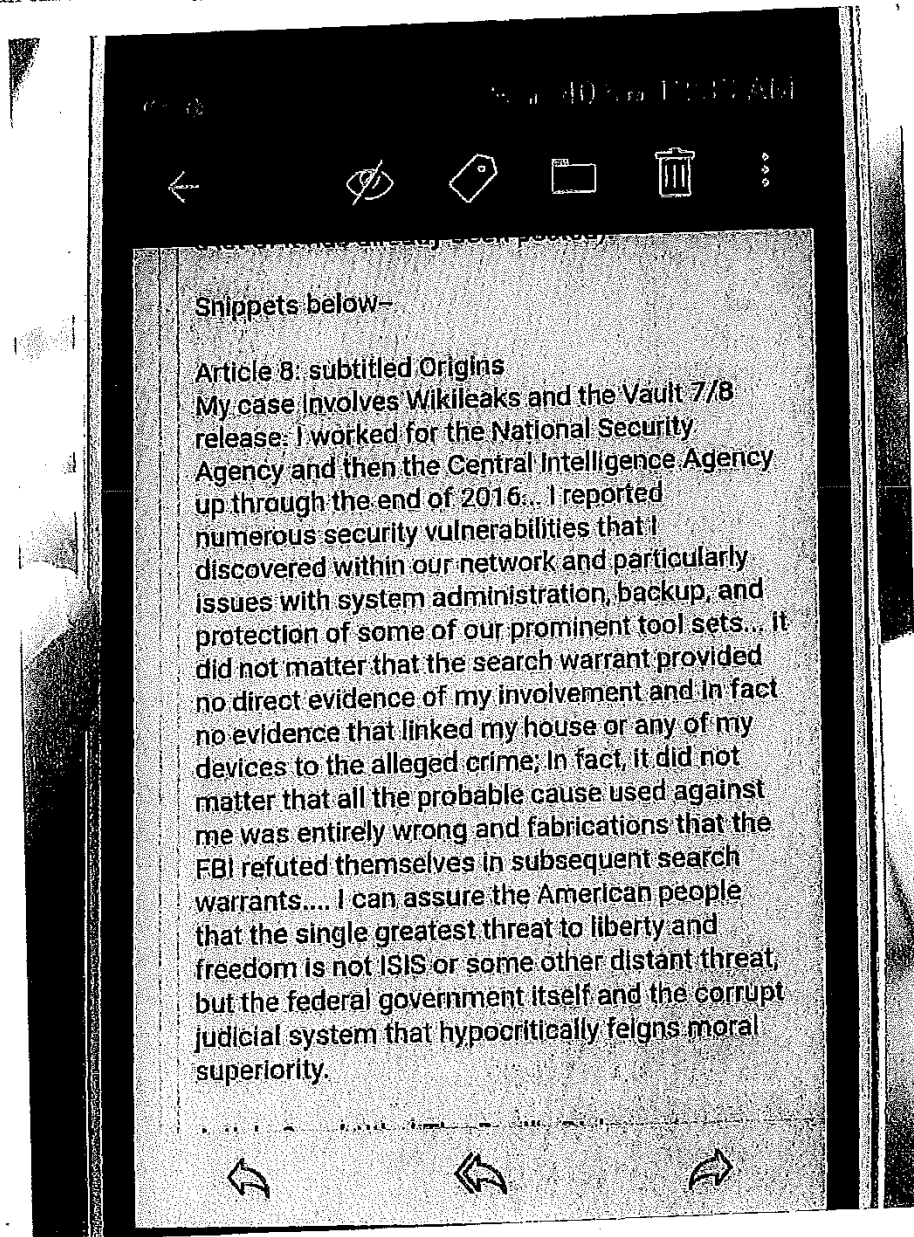 40% AM
Snippets below–
Article 8: subtitled Origins
My case involves Wikileaks and the Vault 7/8
release. I worked for the National Security
Agency and then the Central Intelligence Agency
up through the end of 2016... I reported
numerous security vulnerabilities that I
discovered within our network and particularly
issues with system administration, backup, and
protection of some of our prominent tool sets... it
did not matter that the search warrant provided
no direct evidence of my involvement and in fact
no evidence that linked my house or any of my
devices to the alleged crime; In fact, it did not
matter that all the probable cause used against
me was entirely wrong and fabrications that the
FBI refuted themselves in subsequent search
warrants.... I can assure the American people
that the single greatest threat to liberty and
freedom is not ISIS or some other distant threat,
but the federal government itself and the corrupt
judicial system that hypocritically feigns moral
superiority.